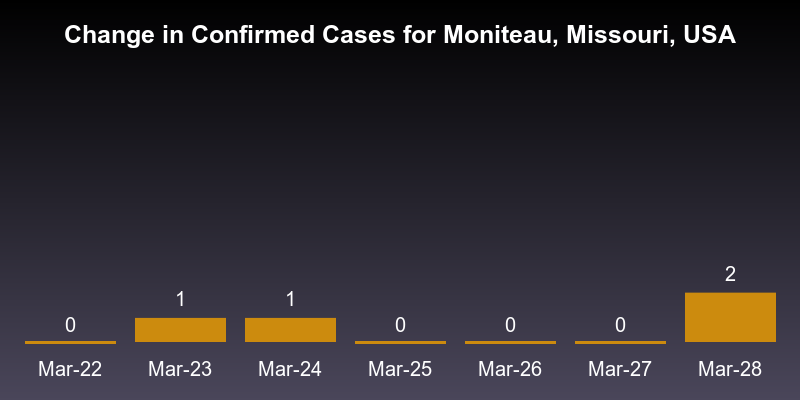 Change in Confirmed Cases for Moniteau, Missouri, USA
0 1 1 0 0 0 2
Mar-22 Mar-23 Mar-24 Mar-25 Mar-26 Mar-27 Mar-28